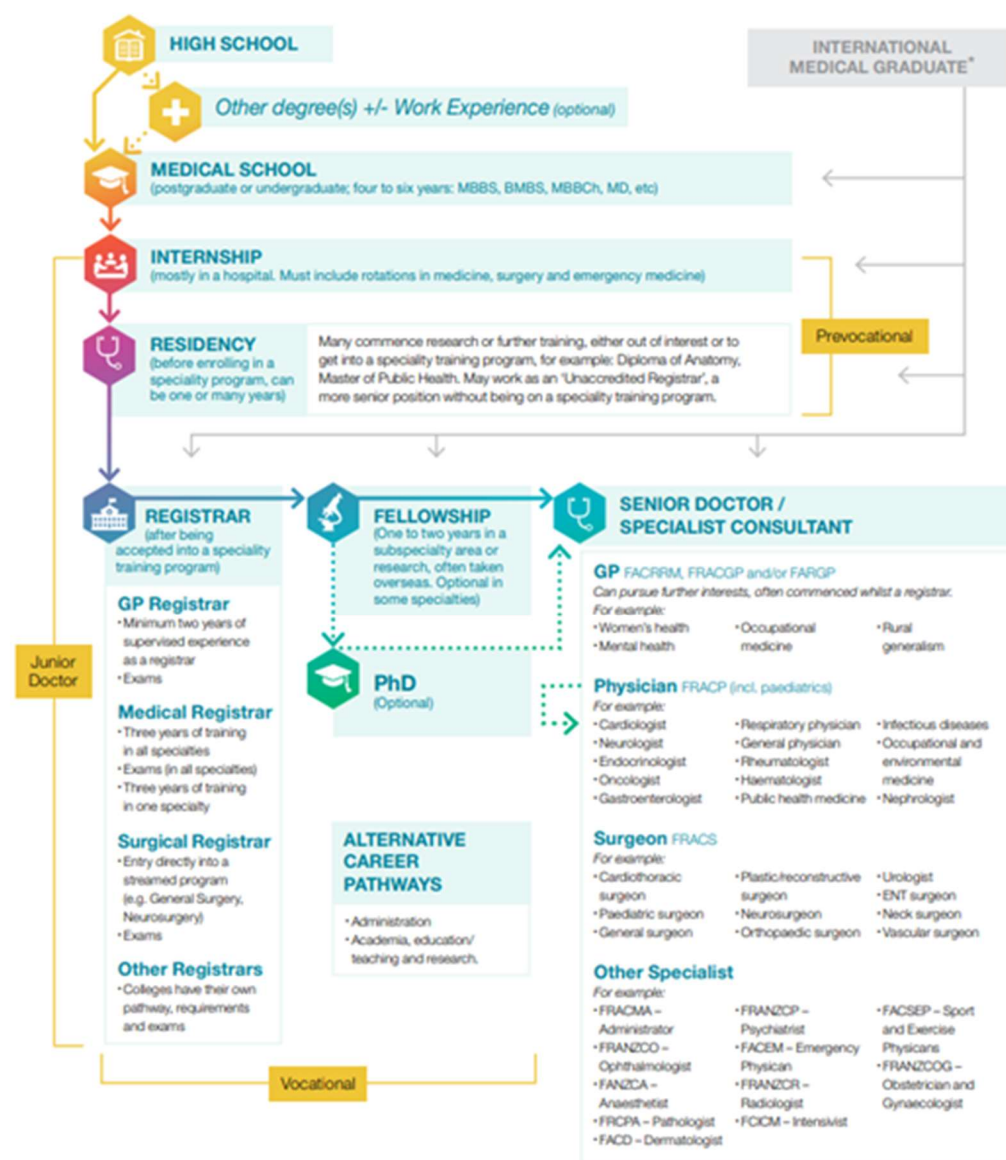 HIGH SCHOOL
INTERNATIONAL
MEDICAL GRADUATE*
Other degree(s) +/- Work Experience (optional)
MEDICAL SCHOOL
(postgraduate or undergraduate; four to six years: MBBS, BMBS, MBBCh, MD, etc)
INTERNSHIP
(mostly in a hospital. Must include rotations in medicine, surgery and emergency medicine)
Prevocational
RESIDENCY
(before enrolling in a
speciality program, can
be one or many years)
Many commence research or further training, either out of interest or to
get into a speciality training program, for example: Diploma of Anatomy,
Master of Public Health. May work as an 'Unaccredited Registrar', a
more senior position without being on a speciality training program.
Junior
Doctor
REGISTRAR
(after being
accepted into a speciality
training program)
GP Registrar
• Minimum two years of
supervised experience
as a registrar
• Exams
Medical Registrar
• Three years of training
in all specialties
• Exams (in all specialties)
• Three years of training
in one specialty
Surgical Registrar
• Entry directly into a
streamed program
(e.g. General Surgery,
Neurosurgery)
• Exams
Other Registrars
• Colleges have their own
pathway, requirements
and exams
Vocational
FELLOWSHIP
(One to two years in a
subspecialty area or
research, often taken
overseas. Optional in
some specialties)
PhD
(Optional)
ALTERNATIVE
CAREER
PATHWAYS
• Administration
• Academia, education/
teaching and research.
SENIOR DOCTOR /
SPECIALIST CONSULTANT
GP FACRRM, FRACGP and/or FARGP
Can pursue further interests, often commenced whilst a registrar.
For example:
• Women's health
• Mental health
• Occupational
medicine
• Rural
generalism
Physician FRACP (incl. paediatrics)
For example:
• Cardiologist
• Neurologist
• Endocrinologist
• Oncologist
• Gastroenterologist
• Respiratory physician
• General physician
• Rheumatologist
• Haematologist
• Public health medicine
• Infectious diseases
• Occupational and
environmental
medicine
• Nephrologist
Surgeon FRACS
For example:
• Cardiothoracic
surgeon
• Paediatric surgeon
• General surgeon
• Plastic/reconstructive
surgeon
• Neurosurgeon
• Orthopaedic surgeon
• Urologist
• ENT surgeon
• Neck surgeon
• Vascular surgeon
Other Specialist
For example:
• FRACMA –
Administrator
• FRANZCO –
Ophthalmologist
• FANZCA –
Anaesthetist
• FRCPA – Pathologist
• FACD – Dermatologist
• FRANZCP –
Psychiatrist
• FACEM – Emergency
Physican
• FRANZCR –
Radiologist
• FCICM – Intensivist
• FACSEP – Sport
and Exercise
Physicans
• FRANZCOG –
Obstetrician and
Gynaecologist